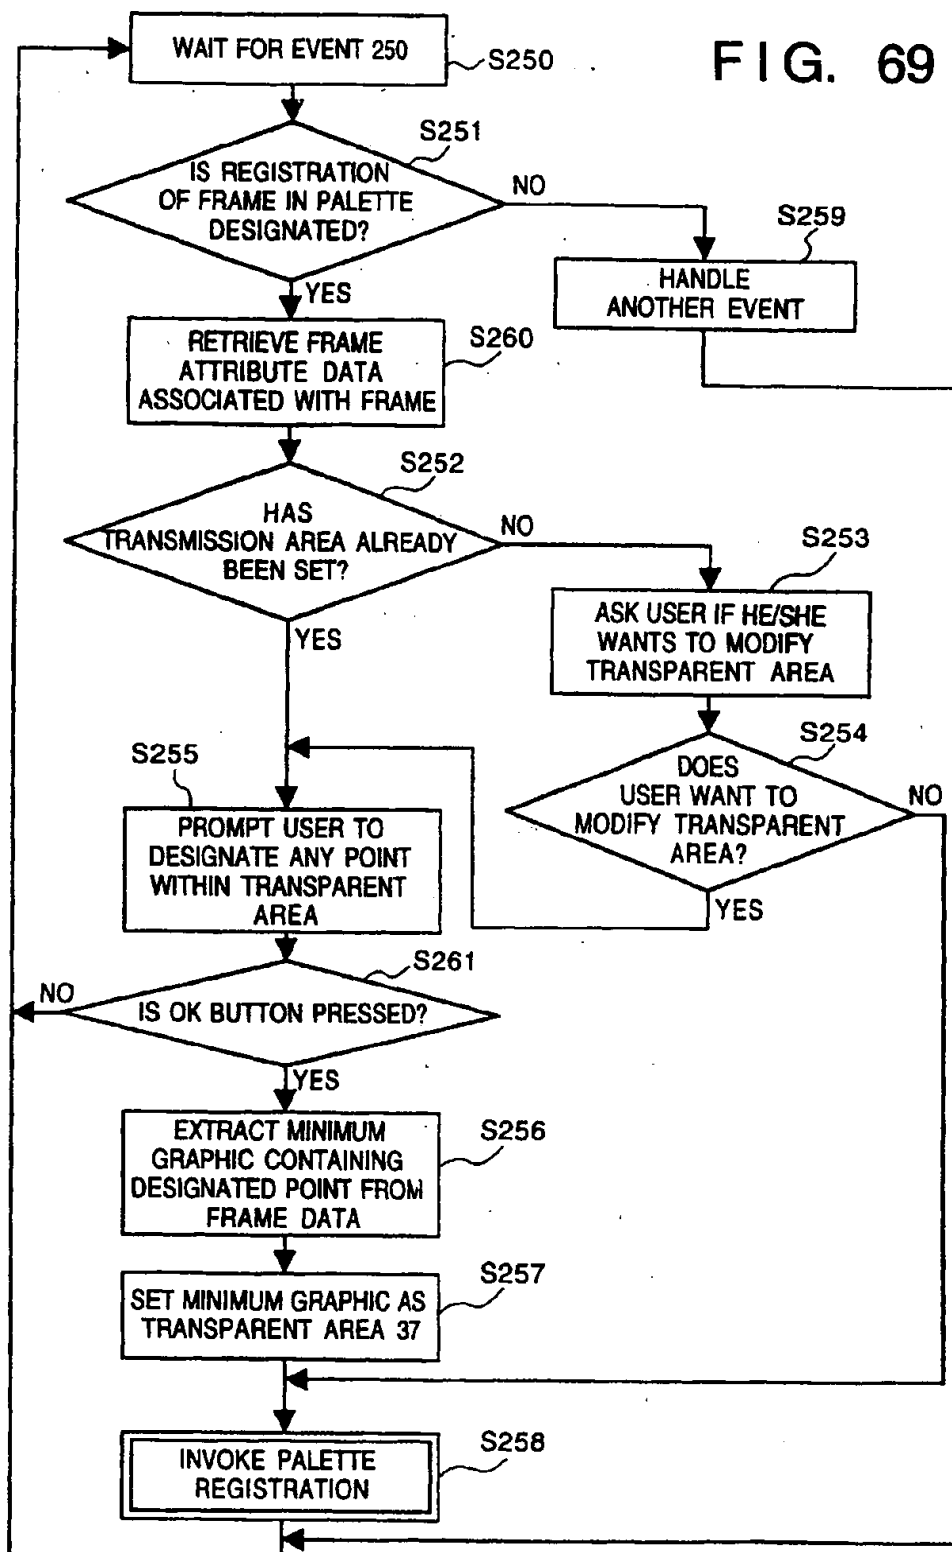 FIG. 69
WAIT FOR EVENT 250
S250
S251
IS REGISTRATION
OF FRAME IN PALETTE
DESIGNATED?
NO
YES
S259
HANDLE
ANOTHER EVENT
RETRIEVE FRAME
ATTRIBUTE DATA
ASSOCIATED WITH FRAME
S260
S252
HAS
TRANSMISSION AREA ALREADY
BEEN SET?
NO
YES
S253
ASK USER IF HE/SHE
WANTS TO MODIFY
TRANSPARENT AREA
S254
DOES
USER WANT TO
MODIFY TRANSPARENT
AREA?
NO
YES
S255
PROMPT USER TO
DESIGNATE ANY POINT
WITHIN TRANSPARENT
AREA
S261
NO
IS OK BUTTON PRESSED?
YES
EXTRACT MINIMUM
GRAPHIC CONTAINING
DESIGNATED POINT FROM
FRAME DATA
S256
SET MINIMUM GRAPHIC AS
TRANSPARENT AREA 37
S257
INVOKE PALETTE
REGISTRATION
S258